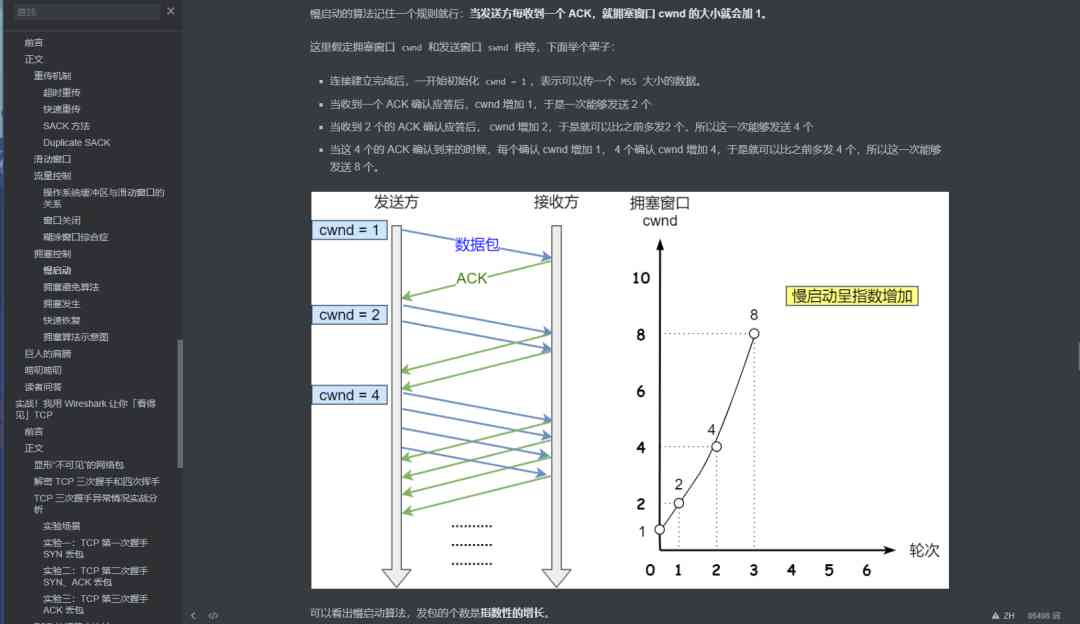 查找
×
前言
正文
重传机制
超时重传
快速重传
SACK 方法
Duplicate SACK
滑动窗口
流量控制
操作系统缓冲区与滑动窗口的
关系
窗口关闭
糊涂窗口综合症
拥塞控制
慢启动
拥塞避免算法
拥塞发生
快速恢复
拥塞算法示意图
巨人的肩膀
唠叨唠叨
读者问答
实战！我用 Wireshark 让你「看得
见」TCP
前言
正文
显形“不可见”的网络包
解密 TCP 三次握手和四次挥手
TCP 三次握手异常情况实战分
析
实验场景
实验一：TCP 第一次握手
SYN 丢包
实验二：TCP 第二次握手
SYN、ACK 丢包
实验三：TCP 第三次握手
ACK 丢包
慢启动的算法记住一个规则就行：当发送方每收到一个 ACK，就拥塞窗口 cwnd 的大小就会加 1。
这里假定拥塞窗口 cwnd 和发送窗口 swnd 相等，下面举个栗子：
• 连接建立完成后，一开始初始化 cwnd = 1 ，表示可以传一个 MSS 大小的数据。
• 当收到一个 ACK 确认应答后，cwnd 增加 1，于是一次能够发送 2 个
• 当收到 2 个的 ACK 确认应答后， cwnd 增加 2，于是就可以比之前多发2 个，所以这一次能够发送 4 个
• 当这 4 个的 ACK 确认到来的时候，每个确认 cwnd 增加 1， 4 个确认 cwnd 增加 4，于是就可以比之前多发 4 个，所以这一次能够
发送 8 个。
发送方 接收方
cwnd = 1
数据包
ACK
cwnd = 2
cwnd = 4
..........
..........
..........
拥塞窗口
cwnd
慢启动呈指数增加
10
8 8
6
4 4
2 2
1
0 1 2 3 4 5 6 轮次
可以看出慢启动算法，发包的个数是指数性的增长。
ZH